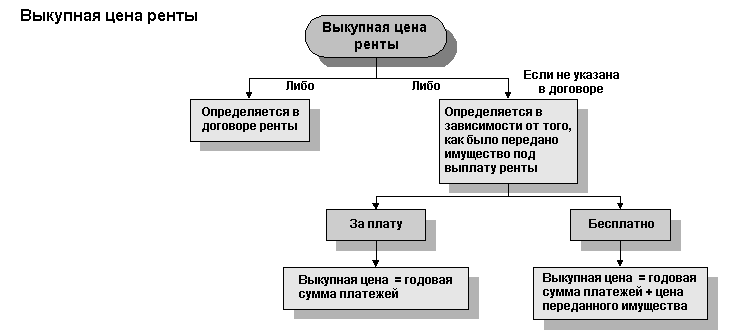 Выкупная цена ренты
Выкупная цена
ренты
Либо
Либо
Если не указана
в договоре
Определяется в
договоре ренты
Определяется в
зависимости от того,
как было передано
имущество под
выплату ренты
За плату
Бесплатно
Выкупная цена = годовая
сумма платежей
Выкупная цена = годовая
сумма платежей + цена
переданного имущества